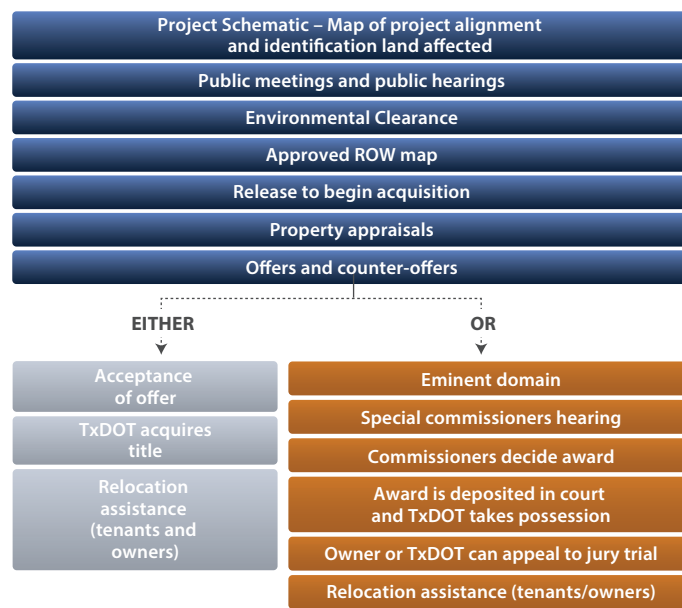 Project Schematic – Map of project alignment
and identification land affected
Public meetings and public hearings
Environmental Clearance
Approved ROW map
Release to begin acquisition
Property appraisals
Offers and counter-offers
EITHER
OR
Acceptance
of offer
TxDOT acquires
title
Relocation
assistance
(tenants and
owners)
Eminent domain
Special commissioners hearing
Commissioners decide award
Award is deposited in court
and TxDOT takes possession
Owner or TxDOT can appeal to jury trial
Relocation assistance (tenants/owners)